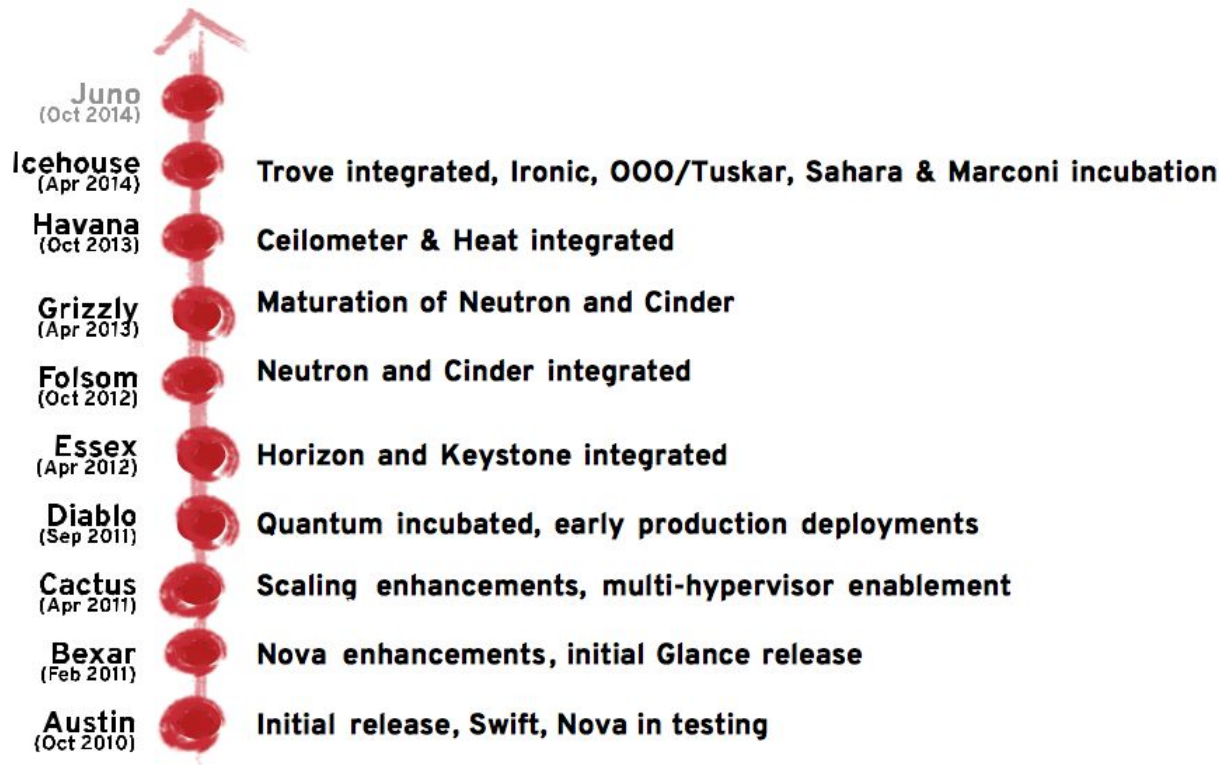 Juno
(Oct 2014)
Icehouse
(Apr 2014)
Trove integrated, Ironic, OOO/Tuskar, Sahara & Marconi incubation
Havana
(Oct 2013)
Ceilometer & Heat integrated
Grizzly
(Apr 2013)
Maturation of Neutron and Cinder
Folsom
(Oct 2012)
Neutron and Cinder integrated
Essex
(Apr 2012)
Horizon and Keystone integrated
Diablo
(Sep 2011)
Quantum incubated, early production deployments
Cactus
(Apr 2011)
Scaling enhancements, multi-hypervisor enablement
Bexar
(Feb 2011)
Nova enhancements, initial Glance release
Austin
(Oct 2010)
Initial release, Swift, Nova in testing